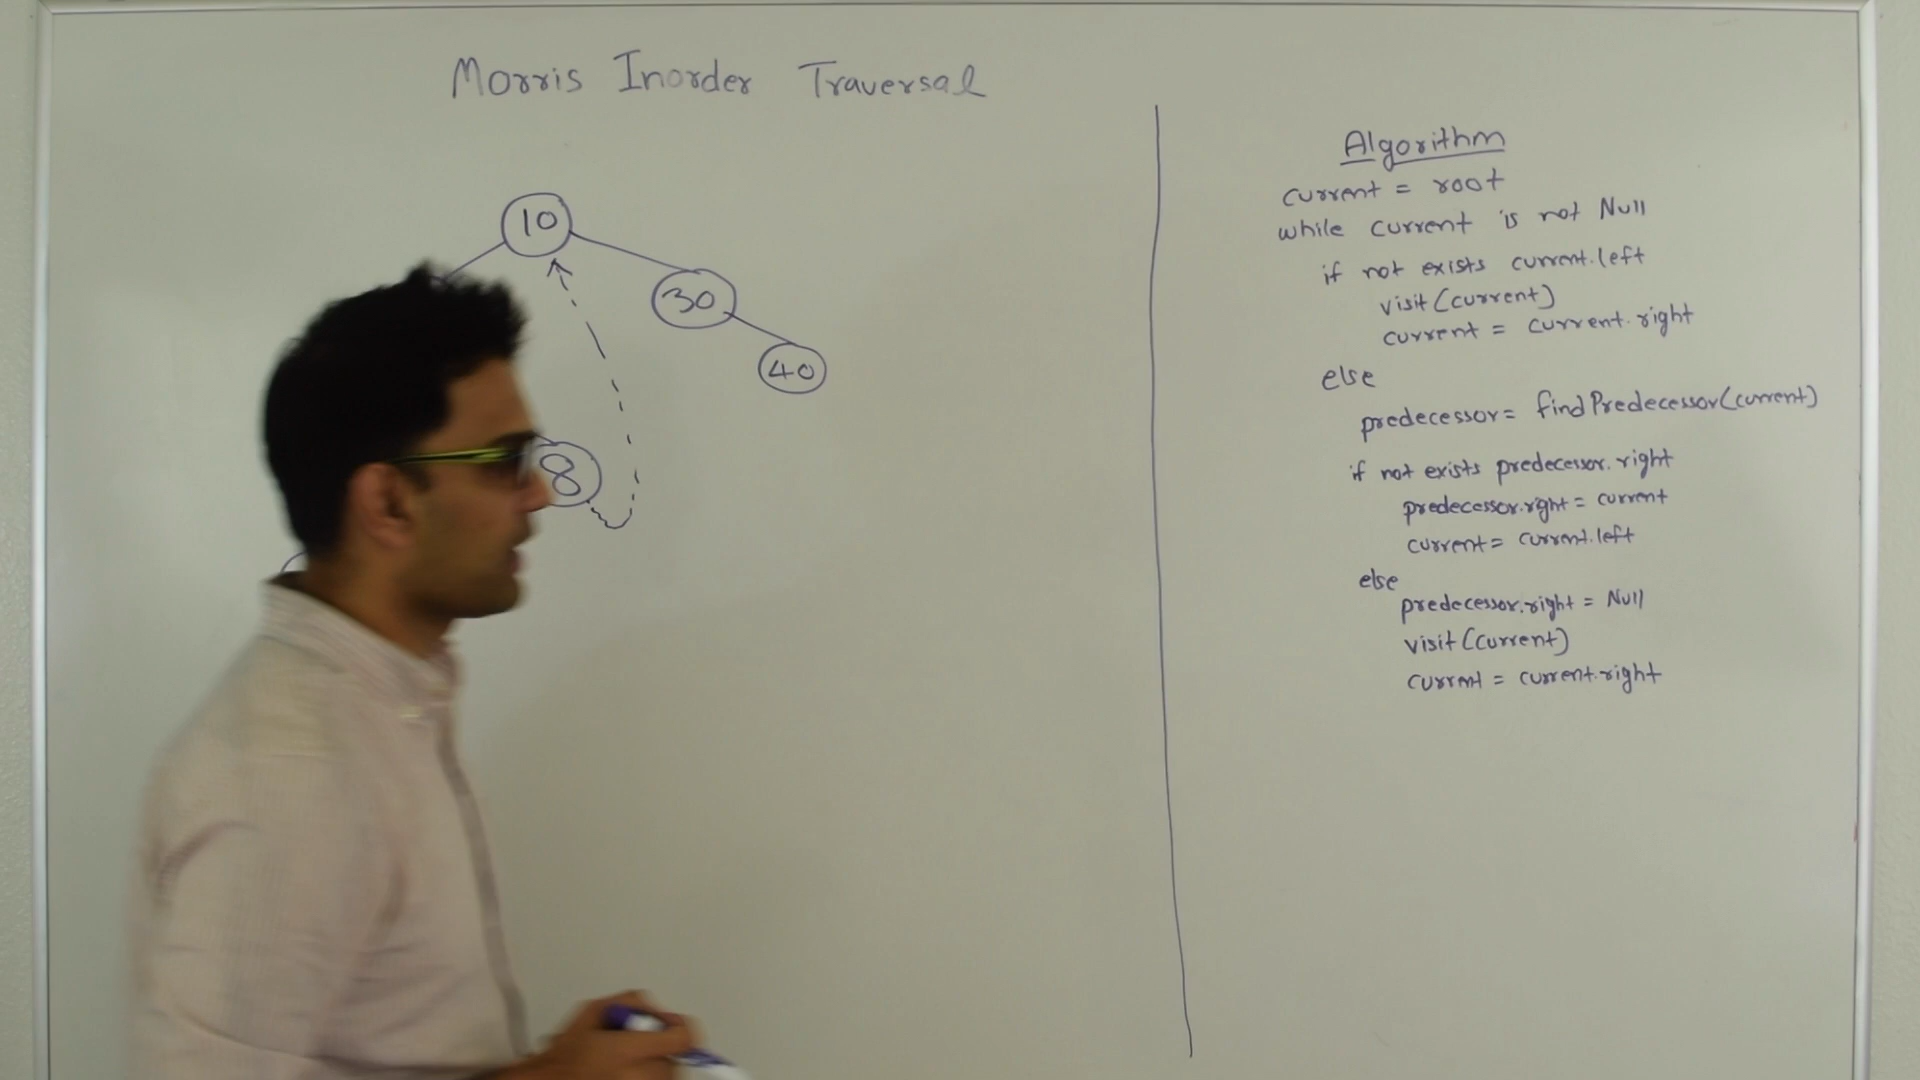 Morris Inorder Traversal
10
30
40
8
Algorithm
current = root
while current is not Null
if not exists current.left
visit(current)
current = current.right
else
predecessor = findPredecessor(current)
if not exists predecessor.right
predecessor.right = current
current = current.left
else
predecessor.right = Null
visit(current)
current = current.right